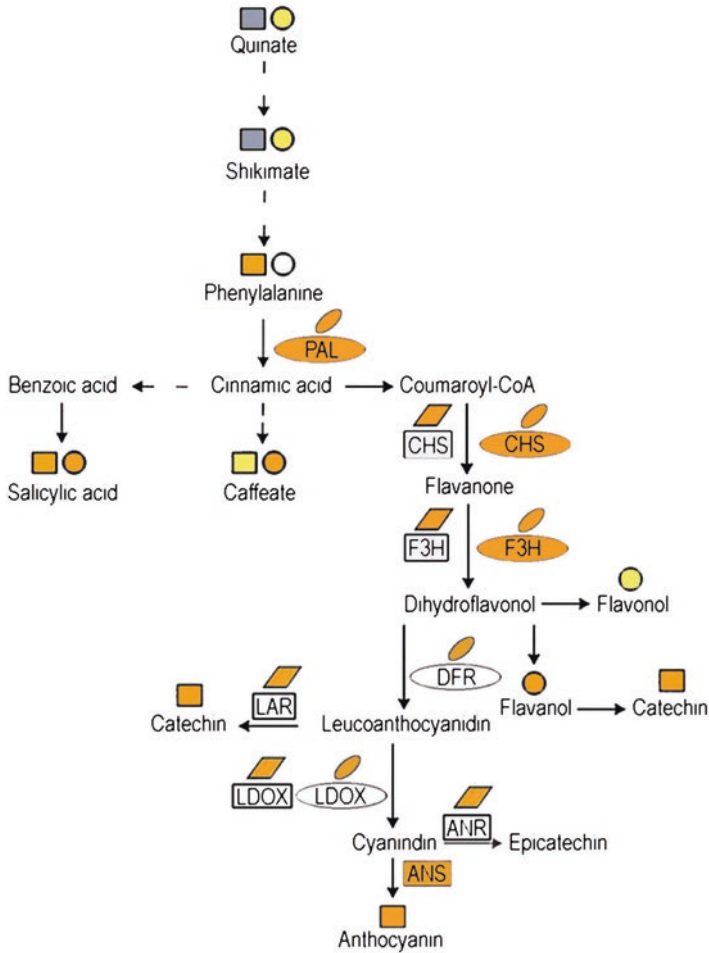 Quinate
Shikimate
Phenylalanine
PAL
Benzoic acid
Cinnamic acid
Coumaroyl-CoA
CHS
CHS
Salicylic acid
Caffeate
Flavanone
F3H
F3H
Dihydroflavonol
Flavonol
DFR
LAR
Flavanol
Catechin
Catechin
Leucoanthocyanidin
LDOX
LDOX
ANR
Cyanindin
Epicatechin
ANS
Anthocyanin